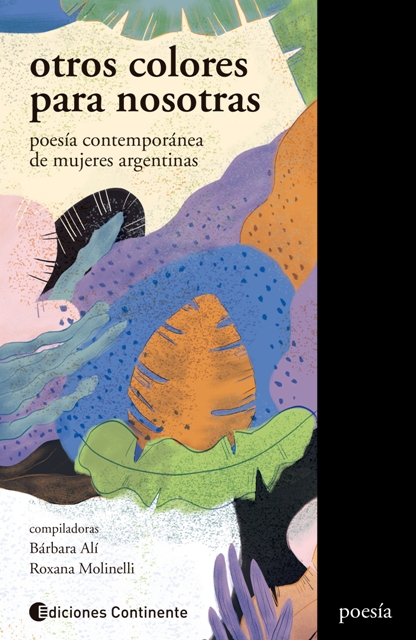 otros colores
para nosotras
poesía contemporánea
de mujeres argentinas
compiladoras
Bárbara Alí
Roxana Molinelli
Ediciones Continente
poesía